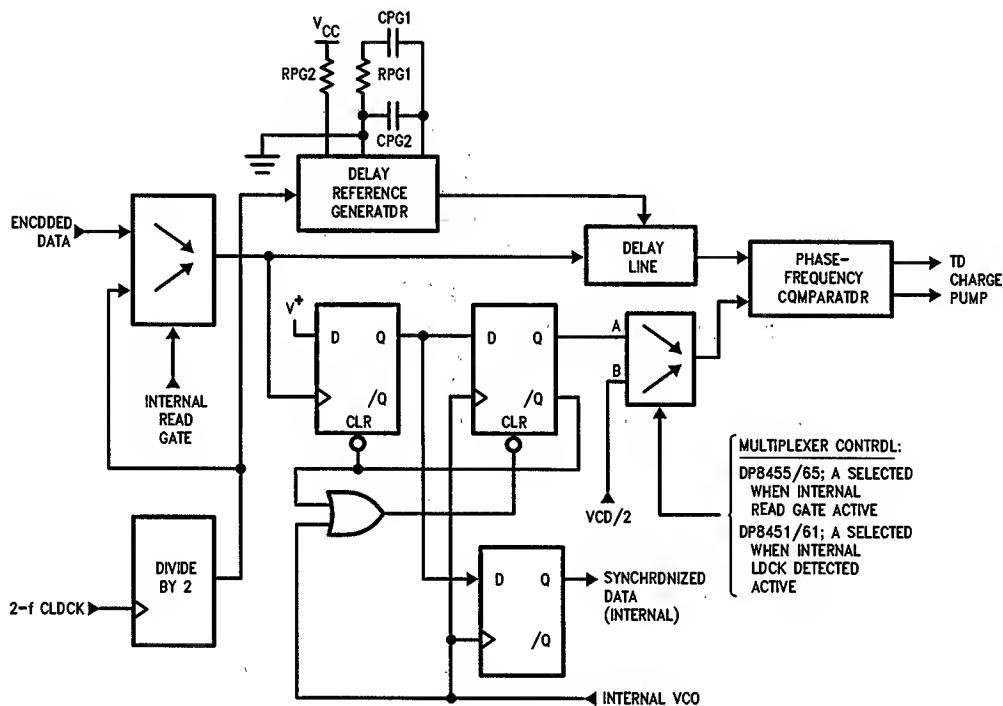 V_CC
CPG1
RPG2
RPG1
CPG2
DELAY
REFERENCE
GENERATDR
ENCDDED
DATA
DELAY
LINE
PHASE-
FREQUENCY
CDMPARATDR
TD
CHARGE
PUMP
V+
D Q
/Q
CLR
D Q
/Q
CLR
A
B
INTERNAL
READ
GATE
VCD/2
MULTIPLEXER CONTRDL:
DP8455/65; A SELECTED
WHEN INTERNAL
READ GATE ACTIVE
DP8451/61; A SELECTED
WHEN INTERNAL
LDCK DETECTED
ACTIVE
DIVIDE
BY 2
2-f CLDCK
D Q
/Q
SYNCHRDNIZED
DATA
(INTERNAL)
INTERNAL VCO